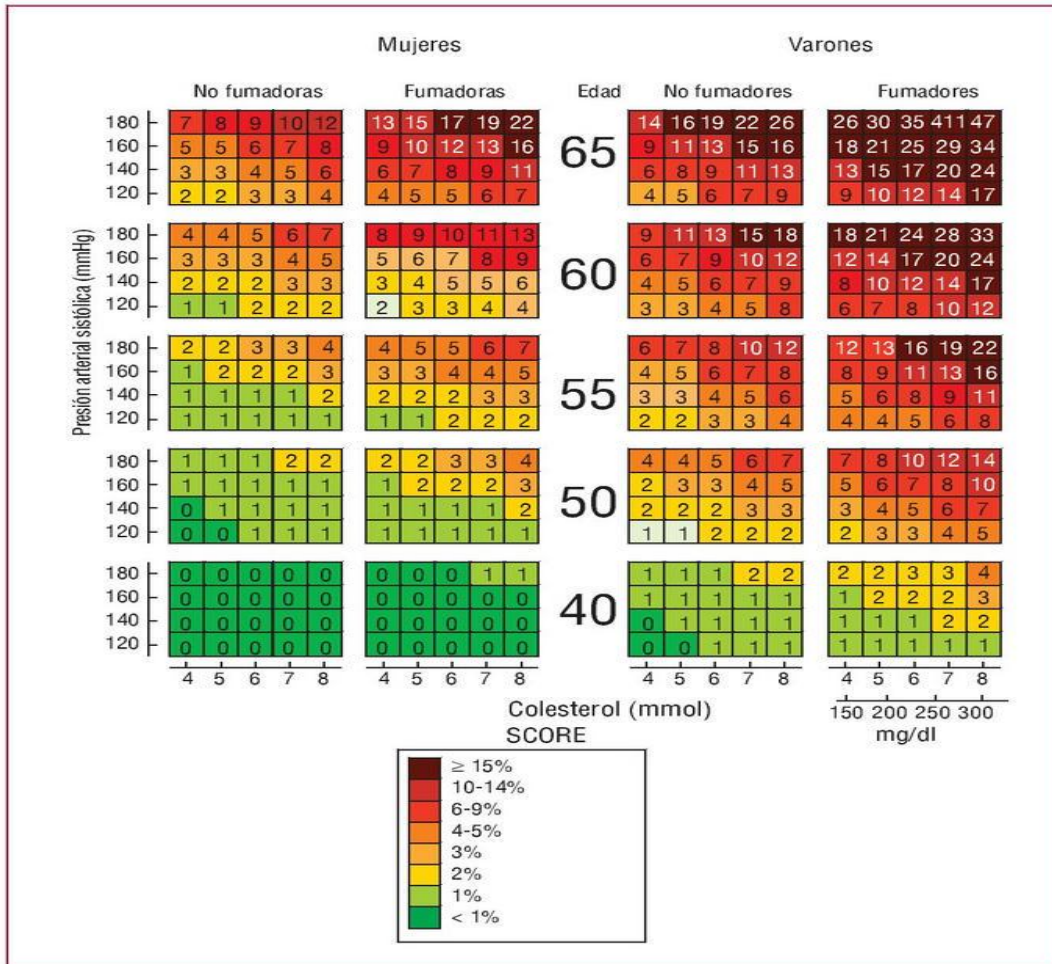 Mujeres Varones
No fumadoras Fumadoras Edad No fumadores Fumadores
Presión arterial sistólica (mmHg)
180 7 8 9 10 12 13 15 17 19 22 14 16 19 22 26 26 30 35 411 47
160 5 5 6 7 8 9 10 12 13 16 65 9 11 13 15 16 18 21 25 29 34
140 3 3 4 5 6 6 7 8 9 11 6 8 9 11 13 13 15 17 20 24
120 2 2 3 3 4 4 5 5 6 7 4 5 6 7 9 9 10 12 14 17
180 4 4 5 6 7 8 9 10 11 13 9 11 13 15 18 18 21 24 28 33
160 3 3 3 4 5 5 6 7 8 9 60 6 7 9 10 12 12 14 17 20 24
140 2 2 2 3 3 3 4 5 5 6 4 5 6 7 9 8 10 12 14 17
120 1 1 2 2 2 2 3 3 4 4 3 3 4 5 8 6 7 8 10 12
180 2 2 3 3 4 4 5 5 6 7 6 7 8 10 12 12 13 16 19 22
160 1 2 2 2 3 3 3 4 4 5 55 4 5 6 7 8 8 9 11 13 16
140 1 1 1 1 2 2 2 2 3 3 3 3 4 5 6 5 6 8 9 11
120 1 1 1 1 1 1 1 2 2 2 2 2 3 3 4 4 4 5 6 8
180 1 1 1 2 2 2 2 3 3 4 4 4 5 6 7 7 8 10 12 14
160 1 1 1 1 1 1 2 2 2 3 50 2 3 3 4 5 5 6 7 8 10
140 0 1 1 1 1 1 1 1 1 2 2 2 2 3 3 3 4 5 6 7
120 0 0 1 1 1 1 1 1 1 1 1 1 2 2 2 2 3 3 4 5
180 0 0 0 0 0 0 0 0 1 1 1 1 1 2 2 2 2 3 3 4
160 0 0 0 0 0 0 0 0 0 0 40 1 1 1 1 1 1 2 2 2 3
140 0 0 0 0 0 0 0 0 0 0 0 1 1 1 1 1 1 1 2 2
120 0 0 0 0 0 0 0 0 0 0 0 0 1 1 1 1 1 1 1 1
4 5 6 7 8 4 5 6 7 8 4 5 6 7 8 4 5 6 7 8
Colesterol (mmol) 150 200 250 300
SCORE mg/dl
≥ 15%
10-14%
6-9%
4-5%
3%
2%
1%
< 1%